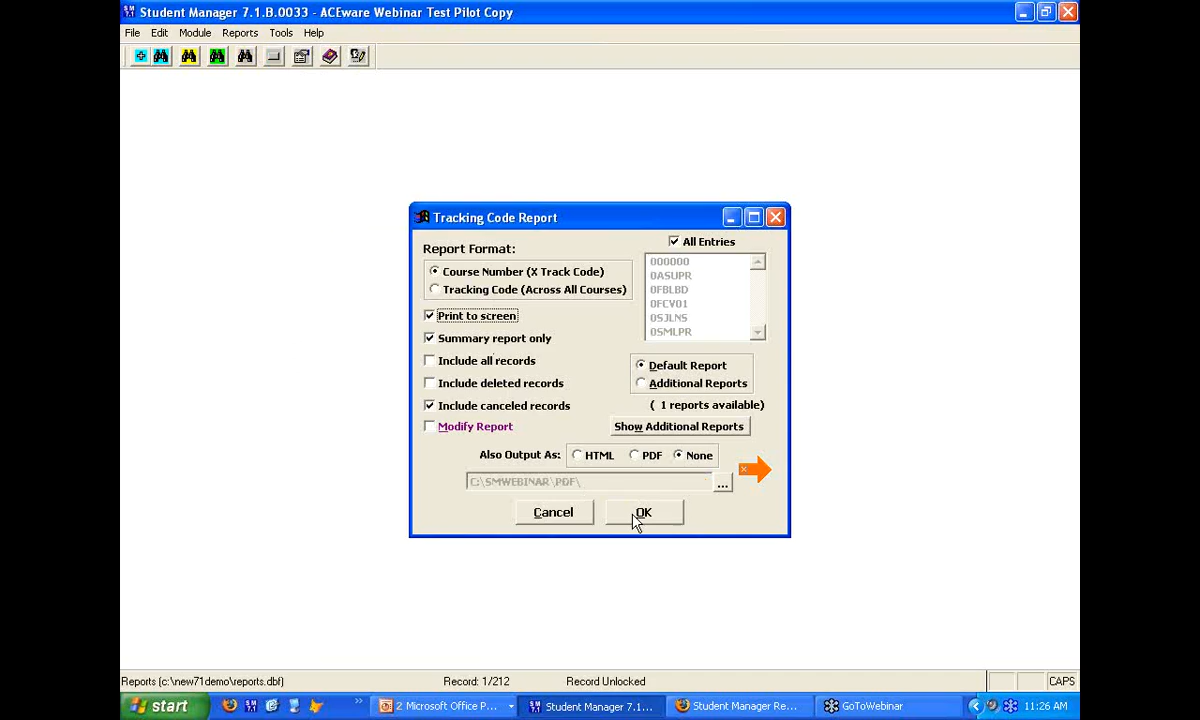 Student Manager 7.1.B.0033 - ACEware Webinar Test Pilot Copy
File Edit Module Reports Tools Help
Tracking Code Report
Report Format:
Course Number (X Track Code)
Tracking Code (Across All Courses)
All Entries
000000
0ASUPR
0FBLBD
0FCV01
0SJLNS
0SMLPR
Print to screen
Summary report only
Include all records
Include deleted records
Include canceled records
Modify Report
Default Report
Additional Reports
( 1 reports available)
Show Additional Reports
Also Output As: HTML PDF None
C:\SMWEBINAR\PDF\
...
Cancel OK
Reports (c:\new71demo\reports.dbf) Record: 1/212 Record Unlocked CAPS
start 2 Microsoft Office P... Student Manager 7.1... Student Manager Re... GoToWebinar 11:26 AM